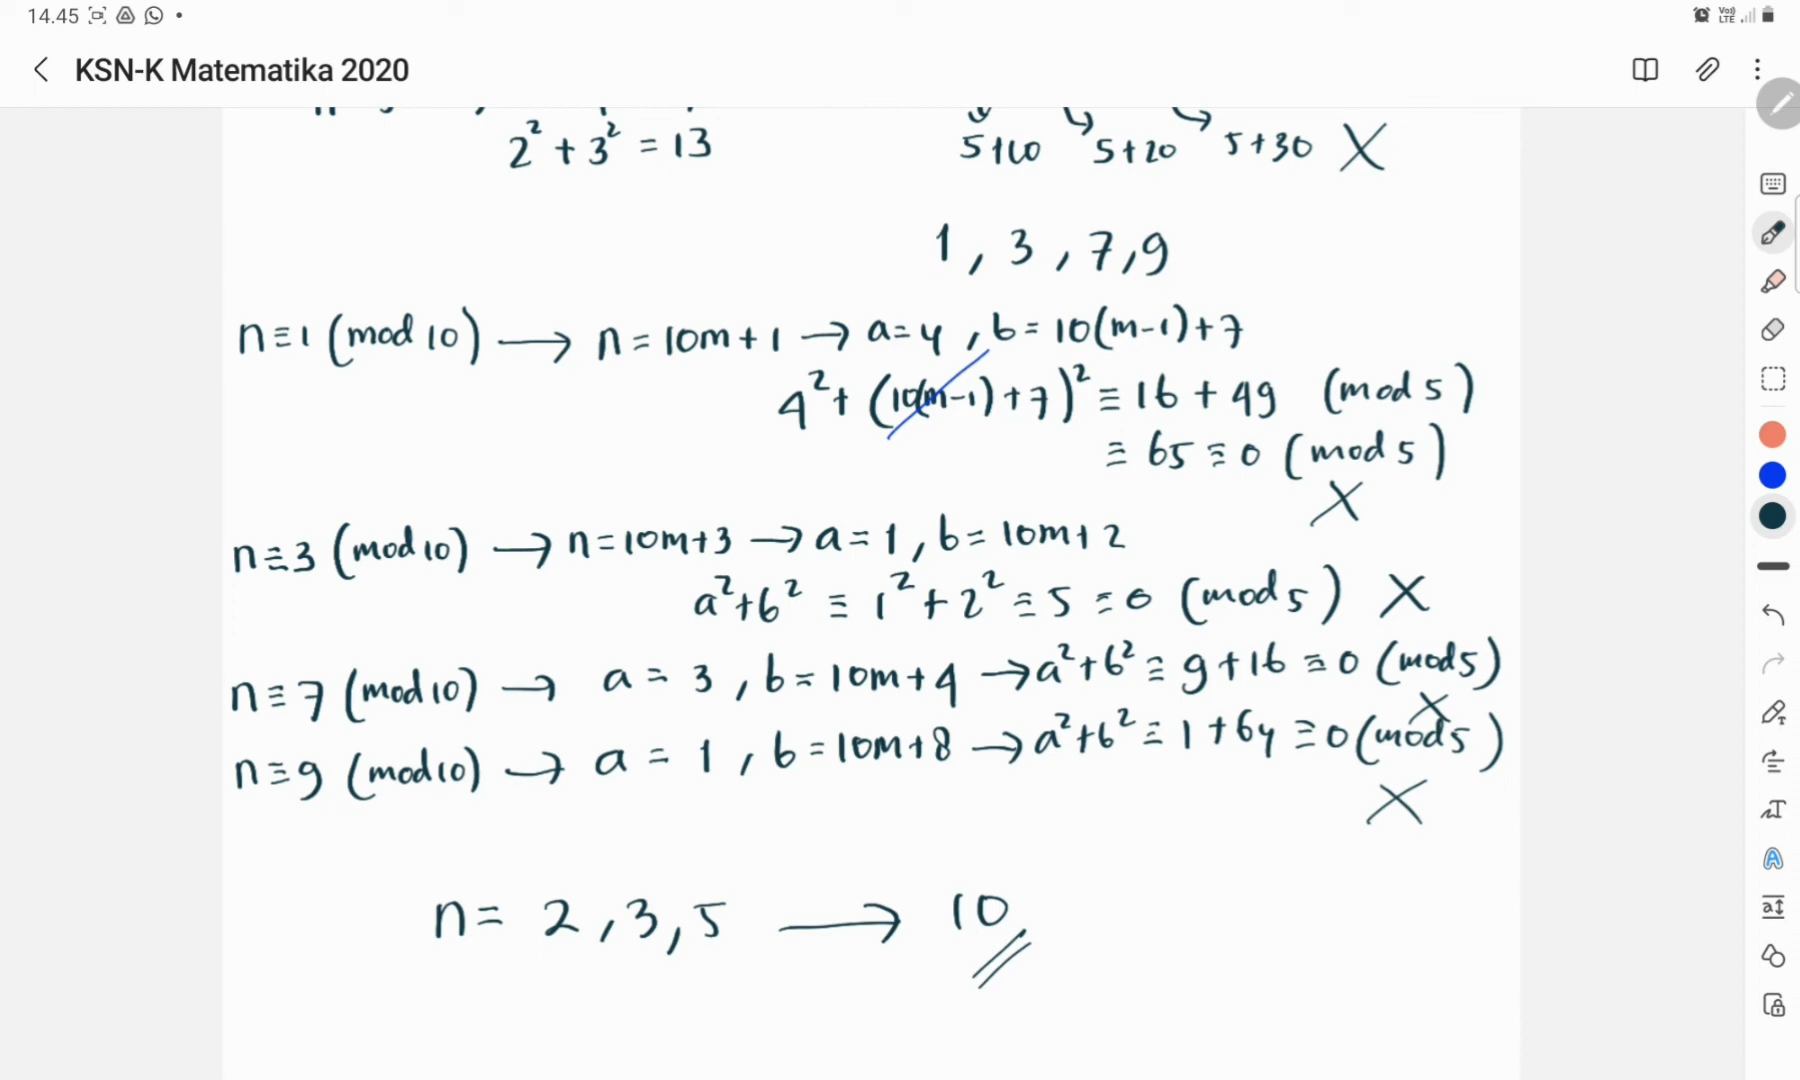 14.45
Vo)) LTE
KSN-K Matematika 2020
2² + 3² = 13
5+10 5+20 5+30 X
1, 3, 7, 9
n ≡ 1 (mod 10) → n = 10m + 1 → a = 4, b = 10(m-1)+7
4² + (10(m-1)+7)² ≡ 16 + 49 (mod 5)
≡ 65 ≡ 0 (mod 5)
X
n ≡ 3 (mod 10) → n = 10m+3 → a = 1, b = 10m+2
a²+b² ≡ 1² + 2² ≡ 5 ≡ 0 (mod 5) X
n ≡ 7 (mod 10) → a = 3, b = 10m+4 → a²+b² ≡ 9+16 ≡ 0 (mod 5)
X
n ≡ 9 (mod 10) → a = 1, b = 10m+8 → a²+b² ≡ 1+64 ≡ 0 (mod 5)
X
n = 2, 3, 5 → 10